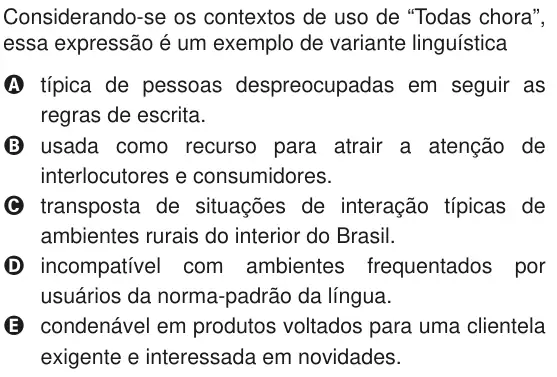 Considerando-se os contextos de uso de “Todas chora”,
essa expressão é um exemplo de variante linguística
A típica de pessoas despreocupadas em seguir as
regras de escrita.
B usada como recurso para atrair a atenção de
interlocutores e consumidores.
C transposta de situações de interação típicas de
ambientes rurais do interior do Brasil.
D incompatível com ambientes frequentados por
usuários da norma-padrão da língua.
E condenável em produtos voltados para uma clientela
exigente e interessada em novidades.